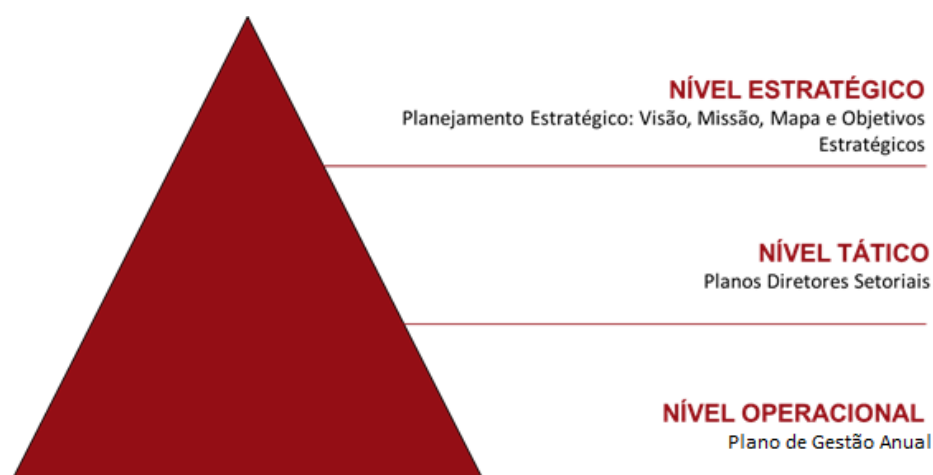 NÍVEL ESTRATÉGICO
Planejamento Estratégico: Visão, Missão, Mapa e Objetivos
Estratégicos
NÍVEL TÁTICO
Planos Diretores Setoriais
NÍVEL OPERACIONAL
Plano de Gestão Anual